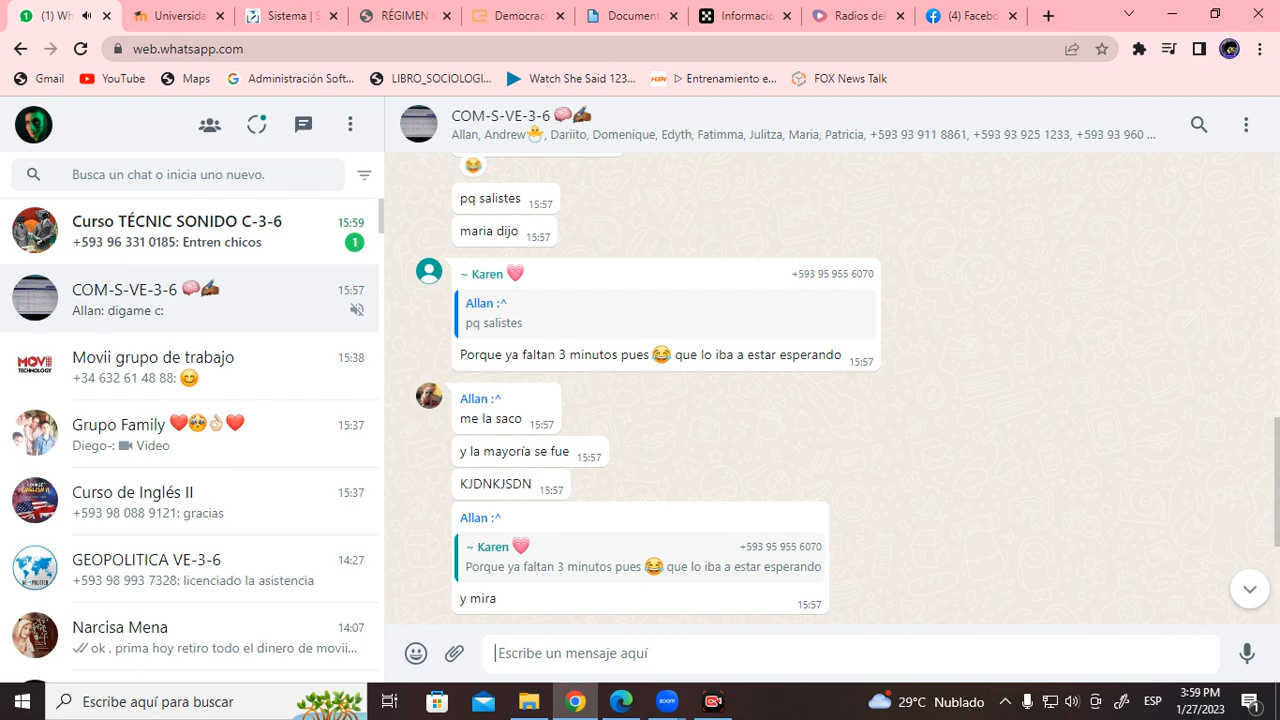 (1) Wh
Universida
Sistema | S
RÉGIMEN
Democrac
Document
Informació
Radios del
(4) Facebo
web.whatsapp.com
Gmail
YouTube
Maps
Administración Soft...
LIBRO_SOCIOLOGI...
Watch She Said 123...
Entrenamiento e...
FOX News Talk
Busca un chat o inicia uno nuevo.
Curso TÉCNIC SONIDO C-3-6 15:59
+593 96 331 0185: Entren chicos 1
COM-S-VE-3-6 🧠✍🏾 15:57
Allan: digame c:
Movii grupo de trabajo 15:38
+34 632 61 48 88: 😊
MOVII
TECHNOLOGY
Grupo Family ❤️🥺👌🏻❤️ 15:37
Diego-: Video
Curso de Inglés II 15:37
+593 98 088 9121: gracias
GEOPOLITICA VE-3-6 14:27
+593 98 993 7328: licenciado la asistencia
Narcisa Mena 14:07
ok , prima hoy retiro todo el dinero de movii...
COM-S-VE-3-6 🧠✍🏾
Allan, Andrew🐣, Dariito, Domenique, Edyth, Fatimma, Julitza, Maria, Patricia, +593 93 911 8861, +593 93 925 1233, +593 93 960 ...
😂
pq salistes 15:57
maria dijo 15:57
~ Karen 💗 +593 95 955 6070
Allan :^
pq salistes
Porque ya faltan 3 minutos pues 😂 que lo iba a estar esperando 15:57
Allan :^
me la saco 15:57
y la mayoría se fue 15:57
KJDNKJSDN 15:57
Allan :^
~ Karen 💗 +593 95 955 6070
Porque ya faltan 3 minutos pues 😂 que lo iba a estar esperando
y mira 15:57
Escribe un mensaje aquí
Escribe aquí para buscar
zoom
29°C Nublado
ESP
3:59 PM
1/27/2023
1